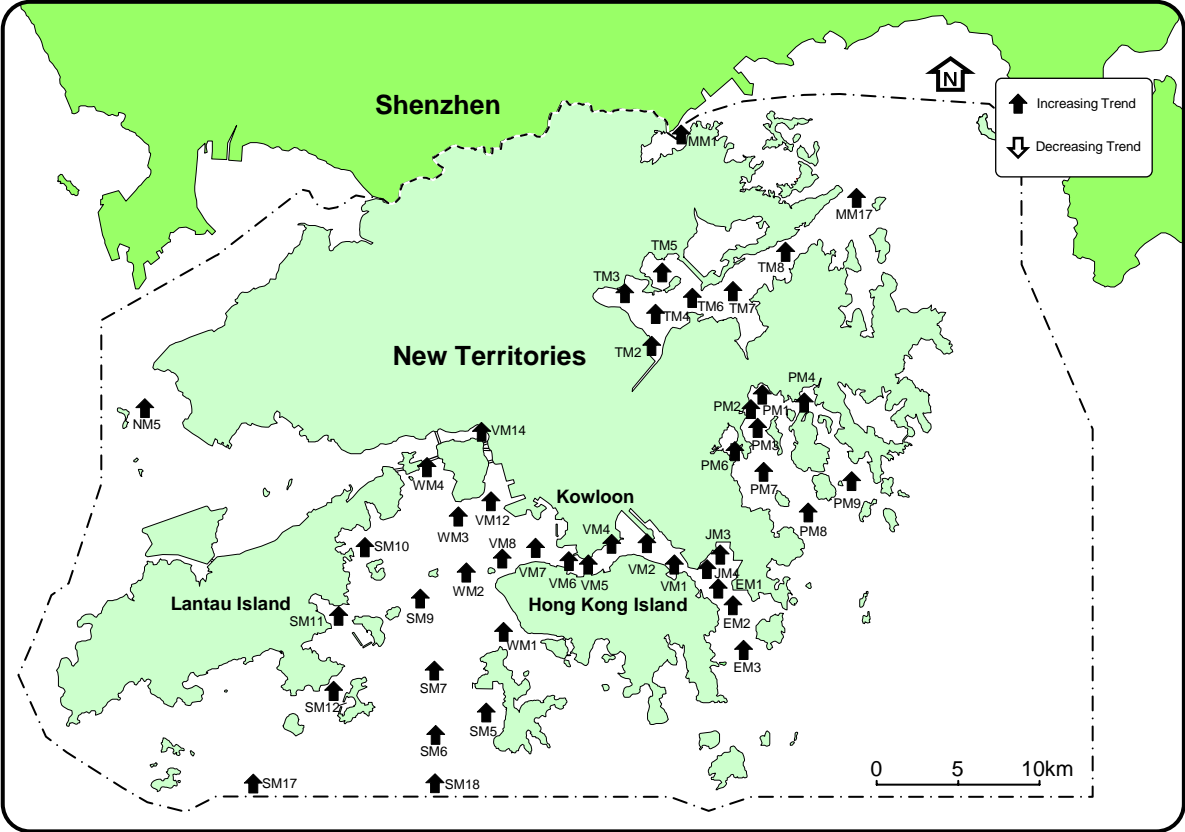 N
Shenzhen
Increasing Trend
Decreasing Trend
MM1
MM17
TM5
TM8
TM3
TM6
TM7
TM4
TM2
New Territories
PM4
PM2
PM1
NM5
VM14
PM3
PM6
WM4
PM7
PM9
Kowloon
VM12
PM8
WM3
VM4
JM3
SM10
VM8
VM7
VM2
VM6
VM5
VM1
JM4
EM1
WM2
Lantau Island
Hong Kong Island
SM9
EM2
SM11
WM1
EM3
SM7
SM12
SM5
SM6
0 5 10km
SM17
SM18